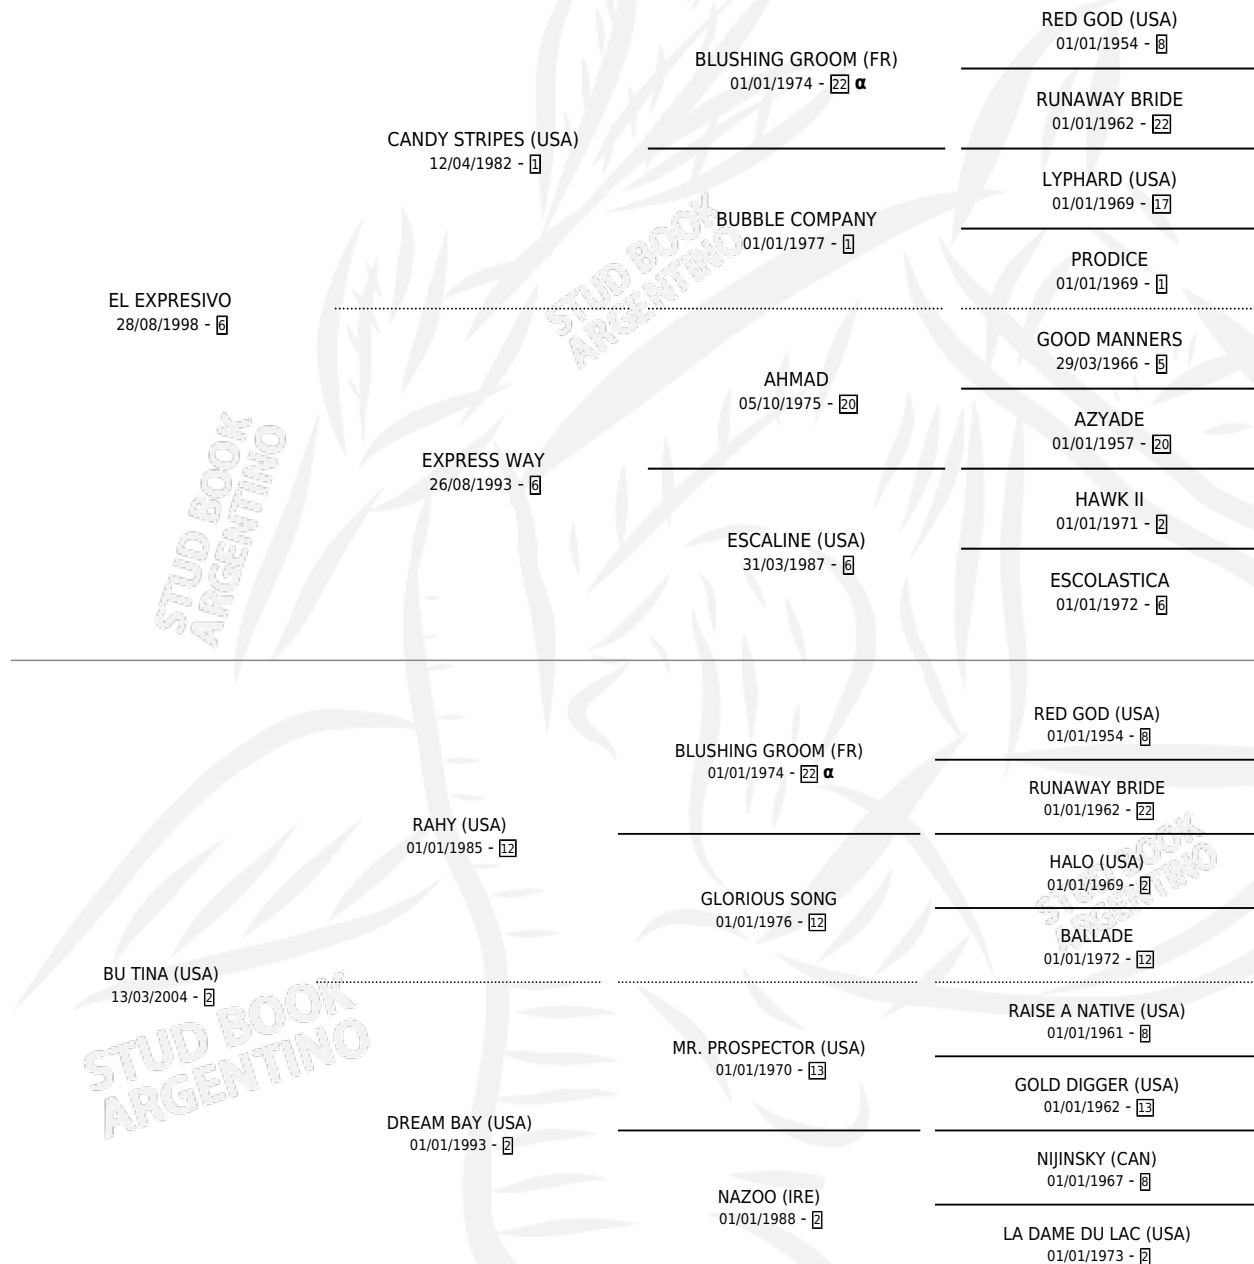 RED GOD (USA)
01/01/1954 - 8
BLUSHING GROOM (FR)
01/01/1974 - 22 α
RUNAWAY BRIDE
01/01/1962 - 22
CANDY STRIPES (USA)
12/04/1982 - 1
LYPHARD (USA)
01/01/1969 - 17
BUBBLE COMPANY
01/01/1977 - 1
PRODICE
01/01/1969 - 1
EL EXPRESIVO
28/08/1998 - 6
STUD BOOK
ARGENTINO
GOOD MANNERS
29/03/1966 - 5
AHMAD
05/10/1975 - 20
AZYADE
01/01/1957 - 20
EXPRESS WAY
26/08/1993 - 6
HAWK II
01/01/1971 - 2
ESCALINE (USA)
31/03/1987 - 6
ESCOLASTICA
01/01/1972 - 6
STUD BOOK
ARGENTINO
RED GOD (USA)
01/01/1954 - 8
BLUSHING GROOM (FR)
01/01/1974 - 22 α
RUNAWAY BRIDE
01/01/1962 - 22
RAHY (USA)
01/01/1985 - 12
HALO (USA)
01/01/1969 - 2
STUD BOOK
ARGENTINO
GLORIOUS SONG
01/01/1976 - 12
BALLADE
01/01/1972 - 12
BU TINA (USA)
13/03/2004 - 2
STUD BOOK
ARGENTINO
RAISE A NATIVE (USA)
01/01/1961 - 8
MR. PROSPECTOR (USA)
01/01/1970 - 13
GOLD DIGGER (USA)
01/01/1962 - 13
DREAM BAY (USA)
01/01/1993 - 2
NIJINSKY (CAN)
01/01/1967 - 8
NAZOO (IRE)
01/01/1988 - 2
LA DAME DU LAC (USA)
01/01/1973 - 2